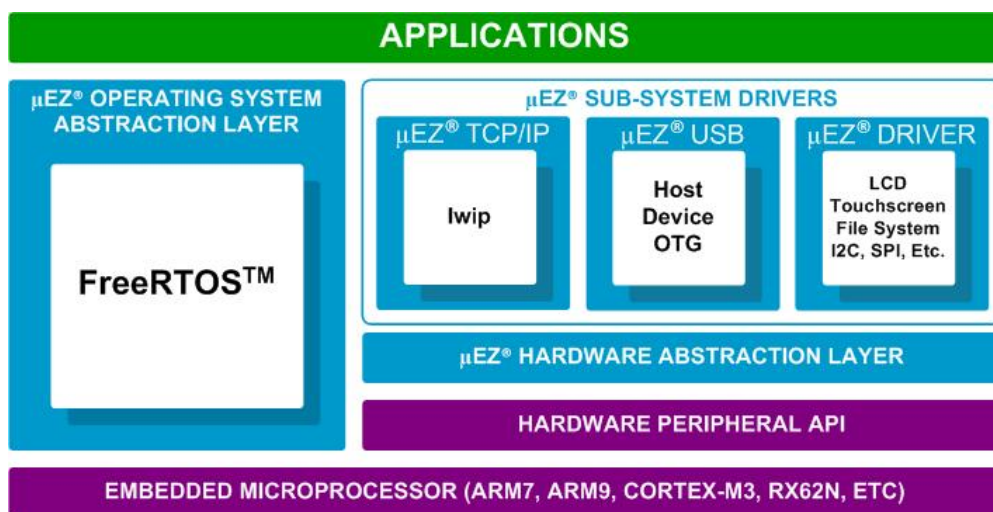 APPLICATIONS
µEZ® OPERATING SYSTEM
ABSTRACTION LAYER
FreeRTOS™
µEZ® SUB-SYSTEM DRIVERS
µEZ® TCP/IP
lwip
µEZ® USB
Host
Device
OTG
µEZ® DRIVER
LCD
Touchscreen
File System
I2C, SPI, Etc.
µEZ® HARDWARE ABSTRACTION LAYER
HARDWARE PERIPHERAL API
EMBEDDED MICROPROCESSOR (ARM7, ARM9, CORTEX-M3, RX62N, ETC)